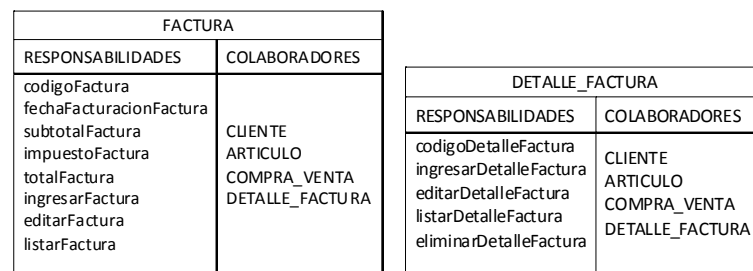 FACTURA
RESPONSABILIDADES
COLABORADORES
codigoFactura
fechaFacturacionFactura
subtotalFactura
impuestoFactura
totalFactura
ingresarFactura
editarFactura
listarFactura
CLIENTE
ARTICULO
COMPRA_VENTA
DETALLE_FACTURA
DETALLE_FACTURA
RESPONSABILIDADES
COLABORADORES
codigoDetalleFactura
ingresarDetalleFactura
editarDetalleFactura
listarDetalleFactura
eliminarDetalleFactura
CLIENTE
ARTICULO
COMPRA_VENTA
DETALLE_FACTURA